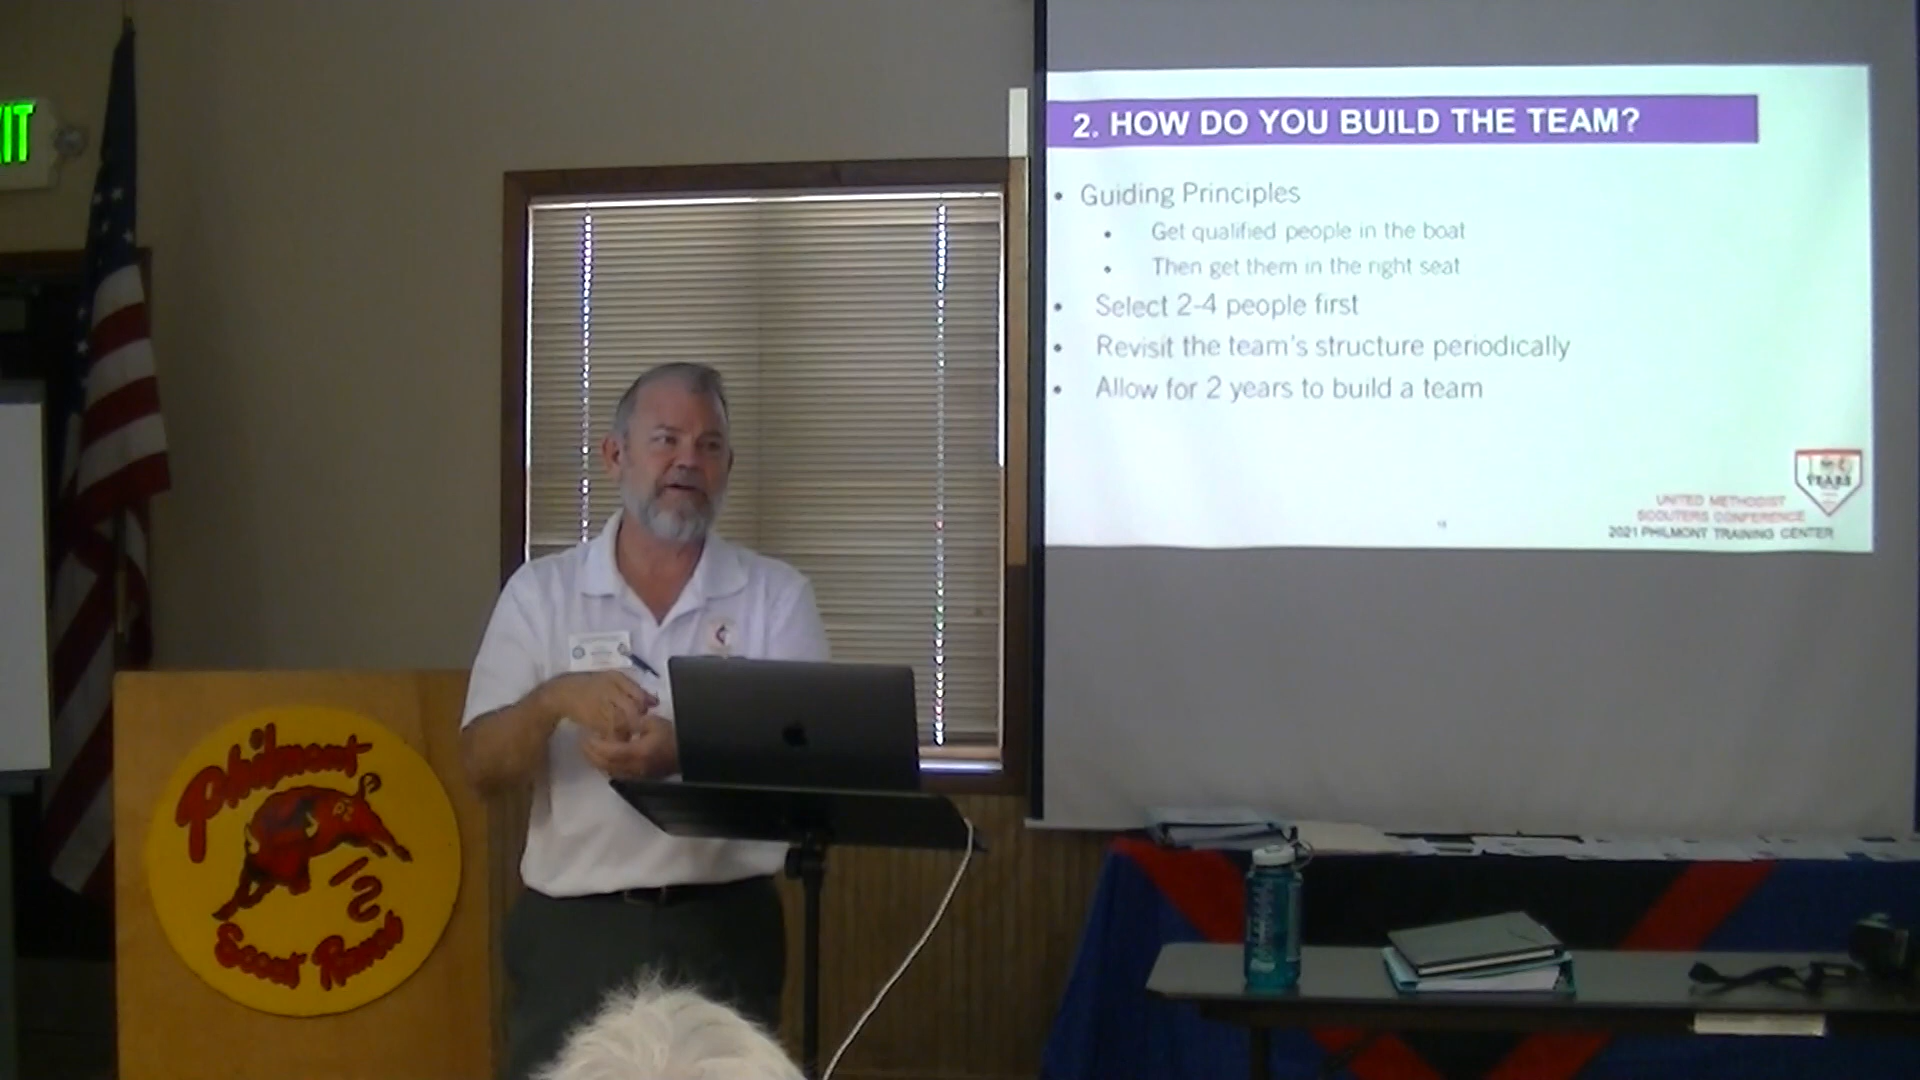 2. HOW DO YOU BUILD THE TEAM?
• Guiding Principles
• Get qualified people in the boat
• Then get them in the right seat
• Select 2-4 people first
• Revisit the team's structure periodically
• Allow for 2 years to build a team
YEARS
UNITED METHODIST
SCOUTERS CONFERENCE
2021 PHILMONT TRAINING CENTER
XIT
Philmont
Scout Ranch